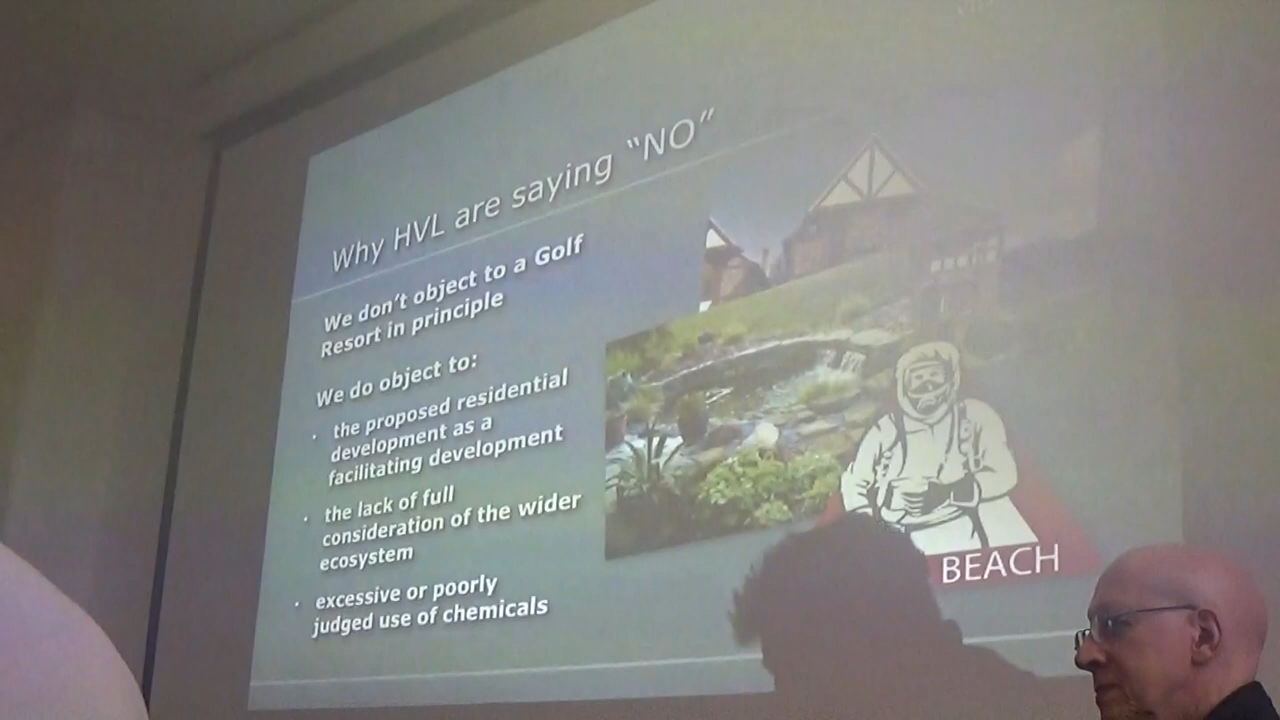 Why HVL are saying “NO”
We don’t object to a Golf
Resort in principle
We do object to:
· the proposed residential
development as a
facilitating development
· the lack of full
consideration of the wider
ecosystem
· excessive or poorly
judged use of chemicals
BEACH